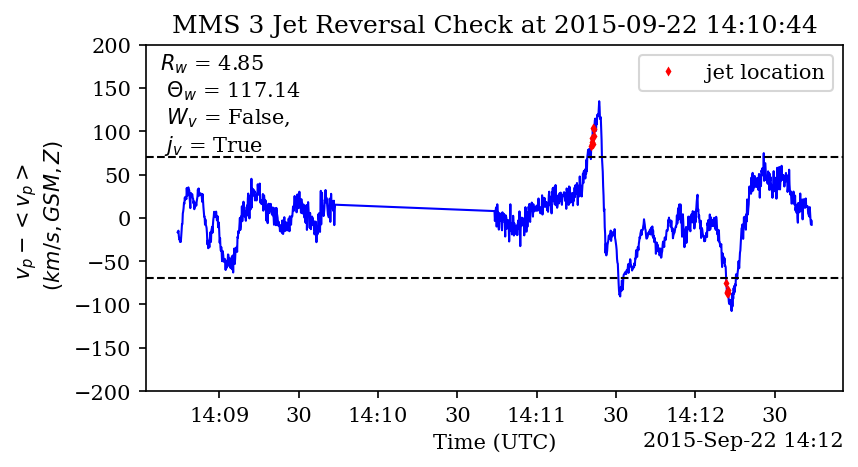 MMS 3 Jet Reversal Check at 2015-09-22 14:10:44
200
150
100
50
0
−50
−100
−150
−200
v_p − <v_p>
(km/s, GSM, Z)
R_w = 4.85
Θ_w = 117.14
W_v = False,
j_v = True
jet location
14:09 30 14:10 30 14:11 30 14:12 30
Time (UTC)
2015-Sep-22 14:12